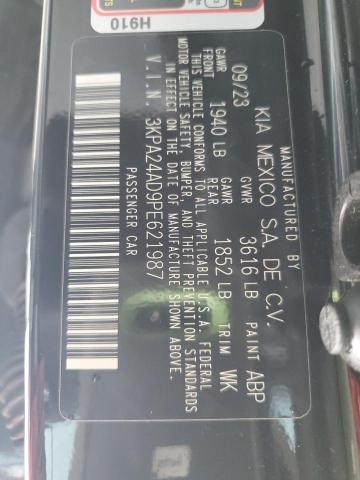 H910
MANUFACTURED BY
KIA MEXICO S.A. DE C.V.
09/23 GVWR 3616 LB PAINT ABP
GAWR FRONT 1940 LB GAWR REAR 1852 LB TRIM WK
THIS VEHICLE CONFORMS TO ALL APPLICABLE U.S.A. FEDERAL
MOTOR VEHICLE SAFETY, BUMPER, AND THEFT PREVENTION STANDARDS
IN EFFECT ON THE DATE OF MANUFACTURE SHOWN ABOVE.
V.I.N. 3KPA24AD9PE621987
PASSENGER CAR